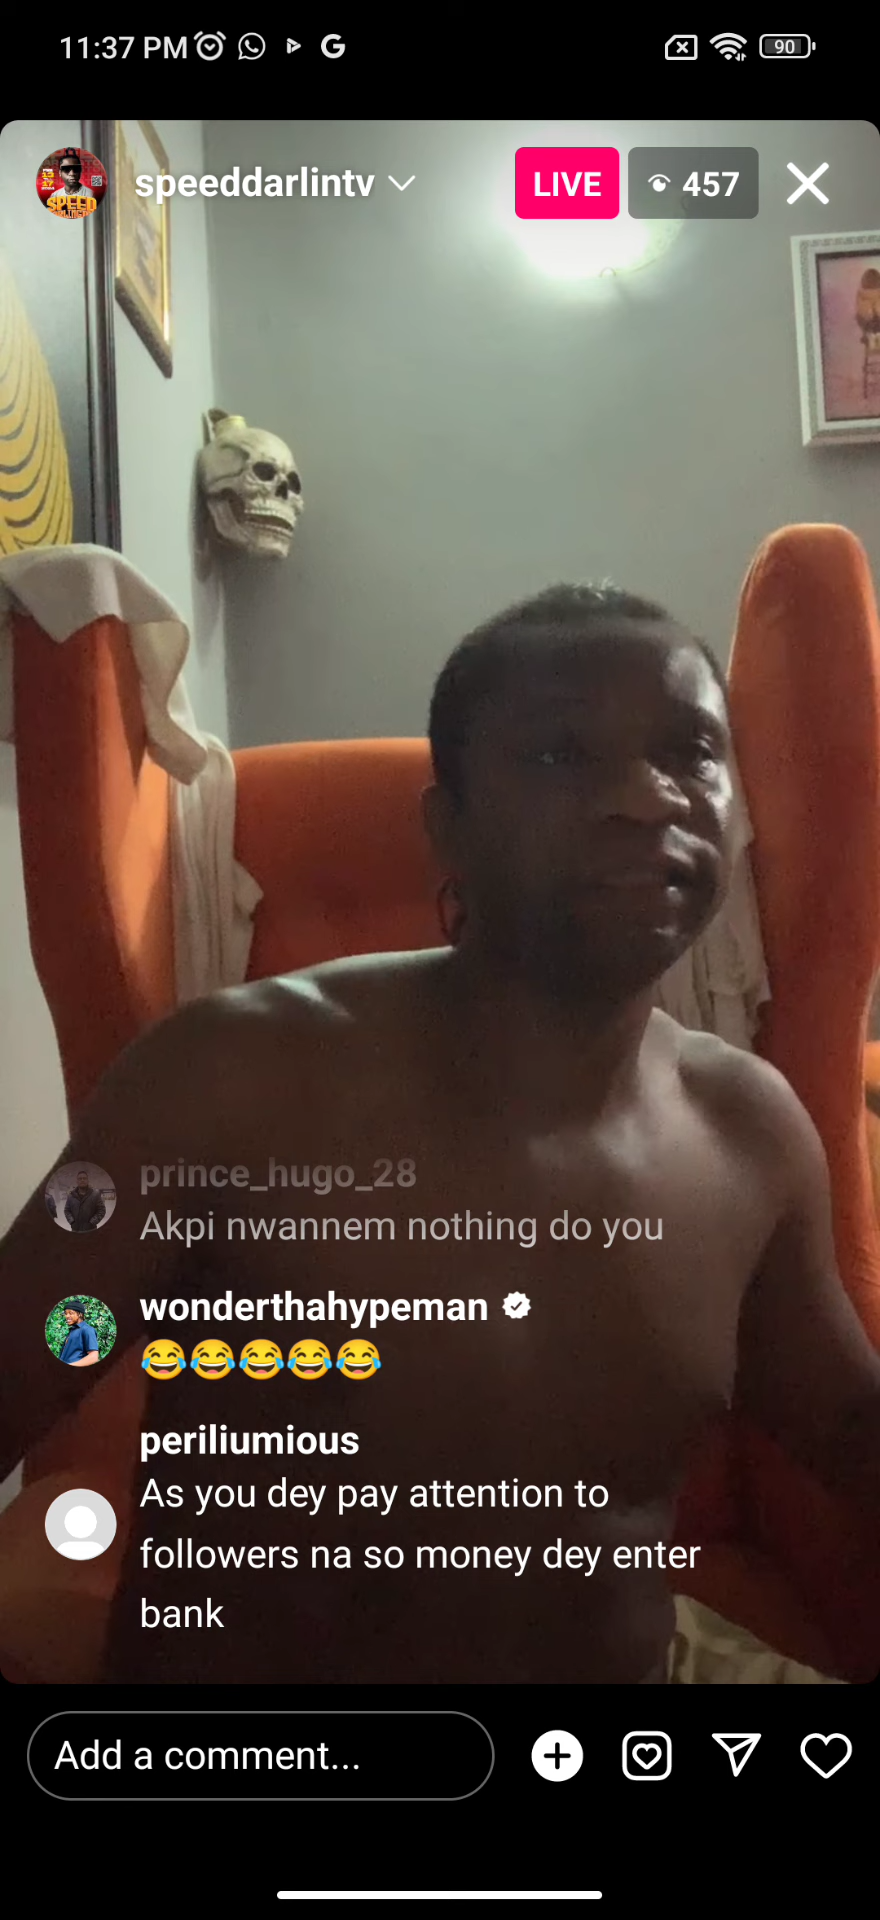 11:37 PM
90
speeddarlintv
LIVE
457
SPEED
prince_hugo_28
Akpi nwannem nothing do you
wonderthahypeman
😂😂😂😂😂
periliumious
As you dey pay attention to
followers na so money dey enter
bank
Add a comment...